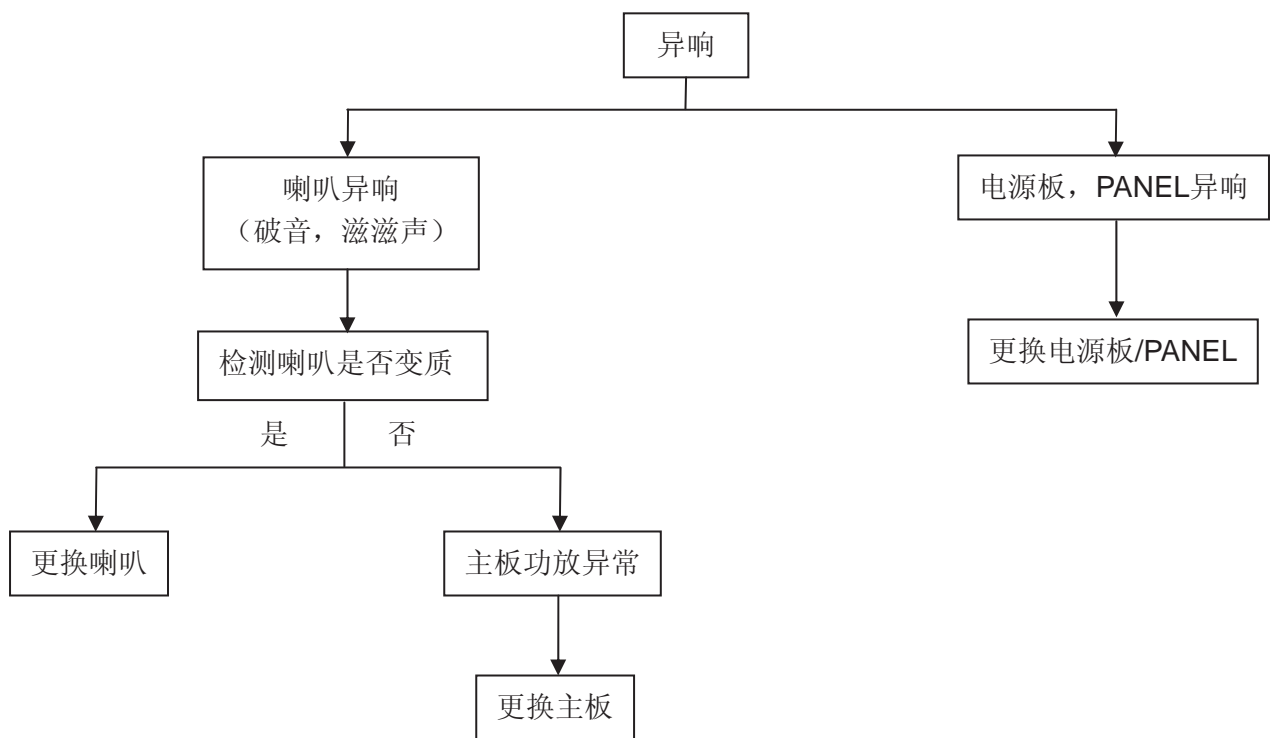 异响
喇叭异响
（破音，滋滋声）
电源板，PANEL异响
检测喇叭是否变质
更换电源板/PANEL
是
否
更换喇叭
主板功放异常
更换主板